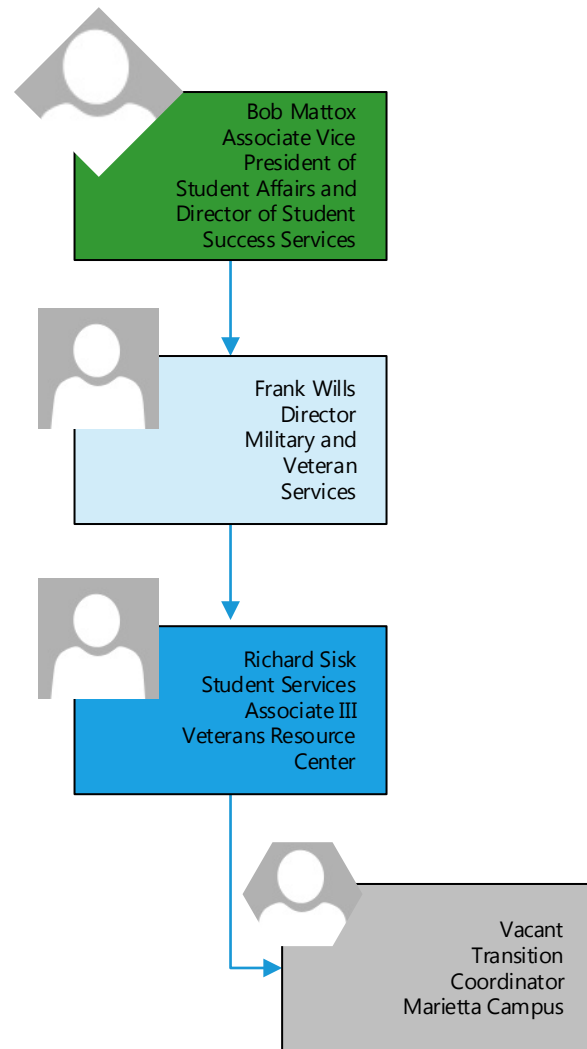 Bob Mattox
Associate Vice
President of
Student Affairs and
Director of Student
Success Services
Frank Wills
Director
Military and
Veteran
Services
Richard Sisk
Student Services
Associate III
Veterans Resource
Center
Vacant
Transition
Coordinator
Marietta Campus